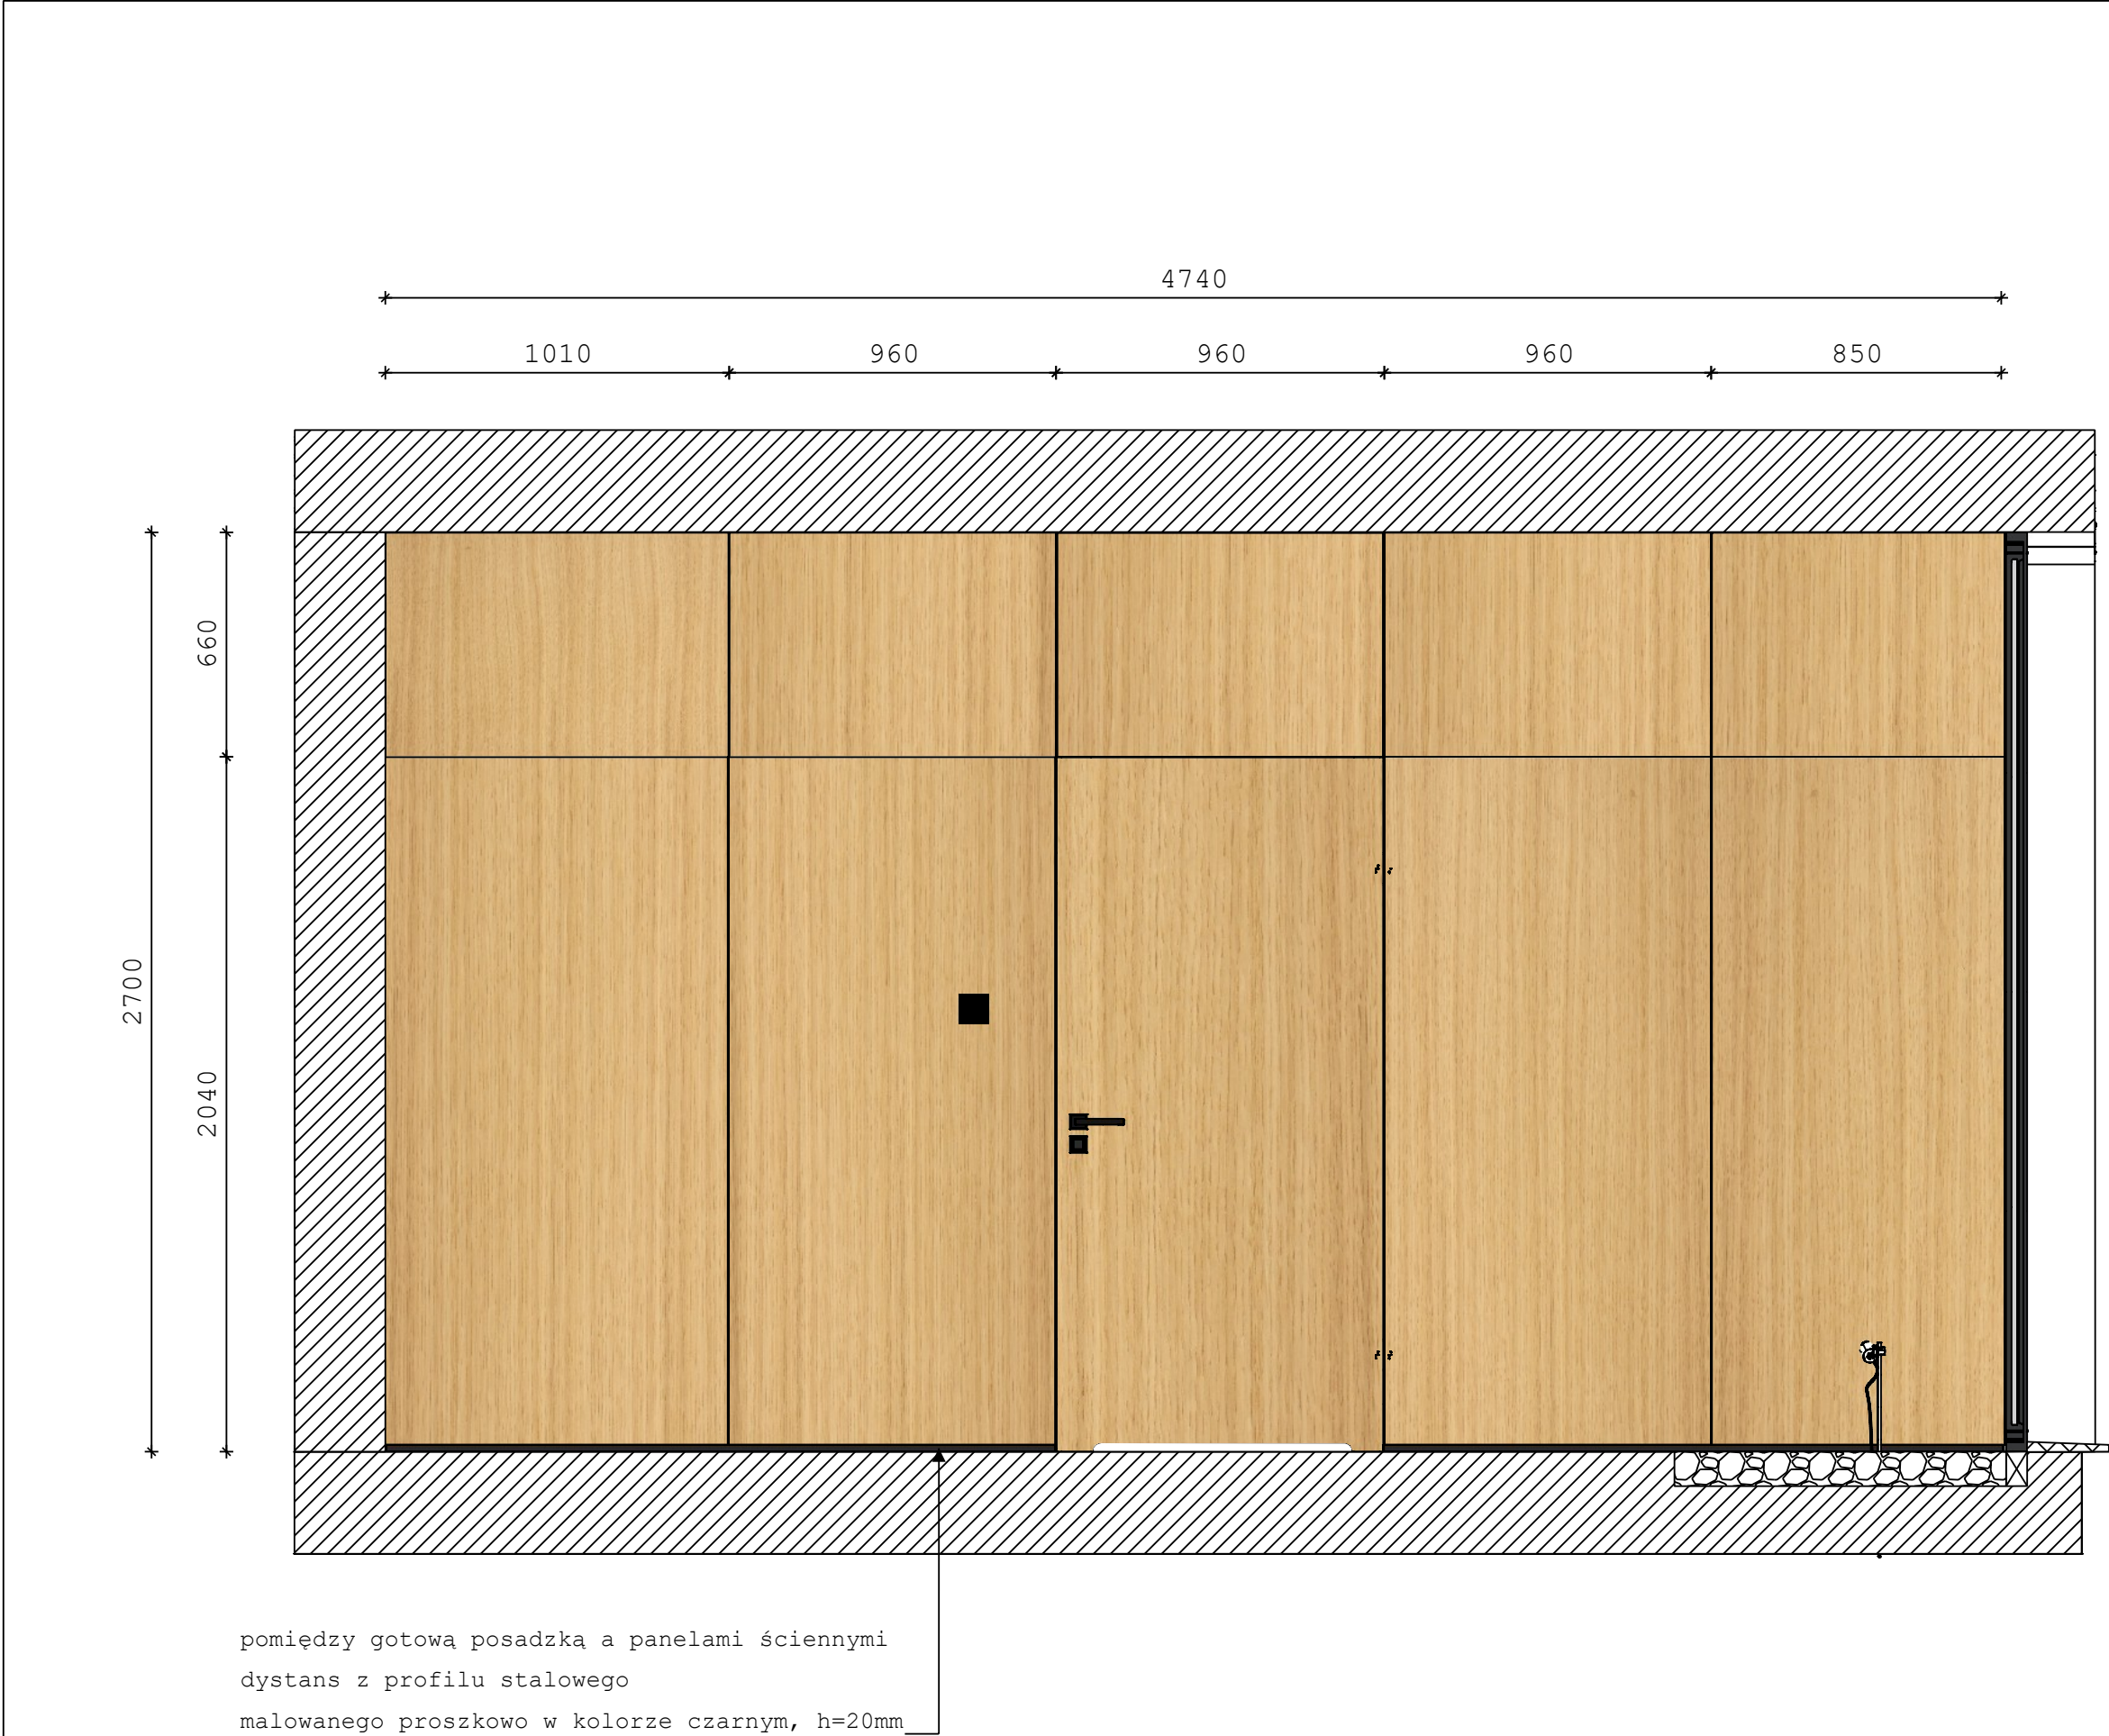 4740
1010 960 960 960 850
660
2700
2040
pomiędzy gotową posadzką a panelami ściennymi
dystans z profilu stalowego
malowanego proszkowo w kolorze czarnym, h=20mm